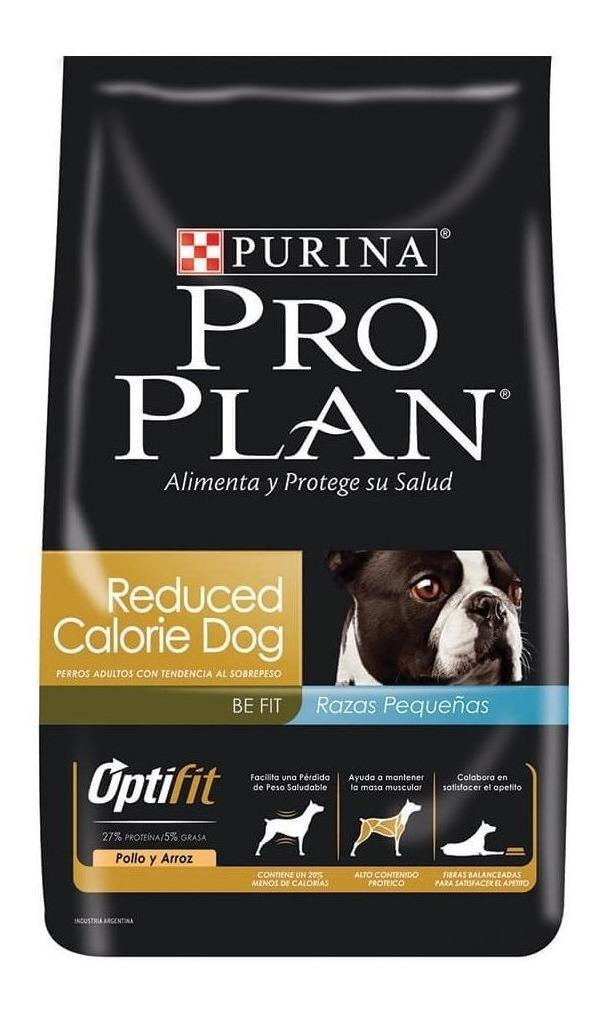 PURINA®
PRO
PLAN®
Alimenta y Protege su Salud
Reduced
Calorie Dog
PERROS ADULTOS CON TENDENCIA AL SOBREPESO
BE FIT
Razas Pequeñas
Optifit
27% PROTEÍNA/5% GRASA
Pollo y Arroz
Facilita una Pérdida
de Peso Saludable
CONTIENE UN 20%
MENOS DE CALORÍAS
Ayuda a mantener
la masa muscular
ALTO CONTENIDO
PROTEICO
Colabora en
satisfacer el apetito
FIBRAS BALANCEADAS
PARA SATISFACER EL APETITO
INDUSTRIA ARGENTINA